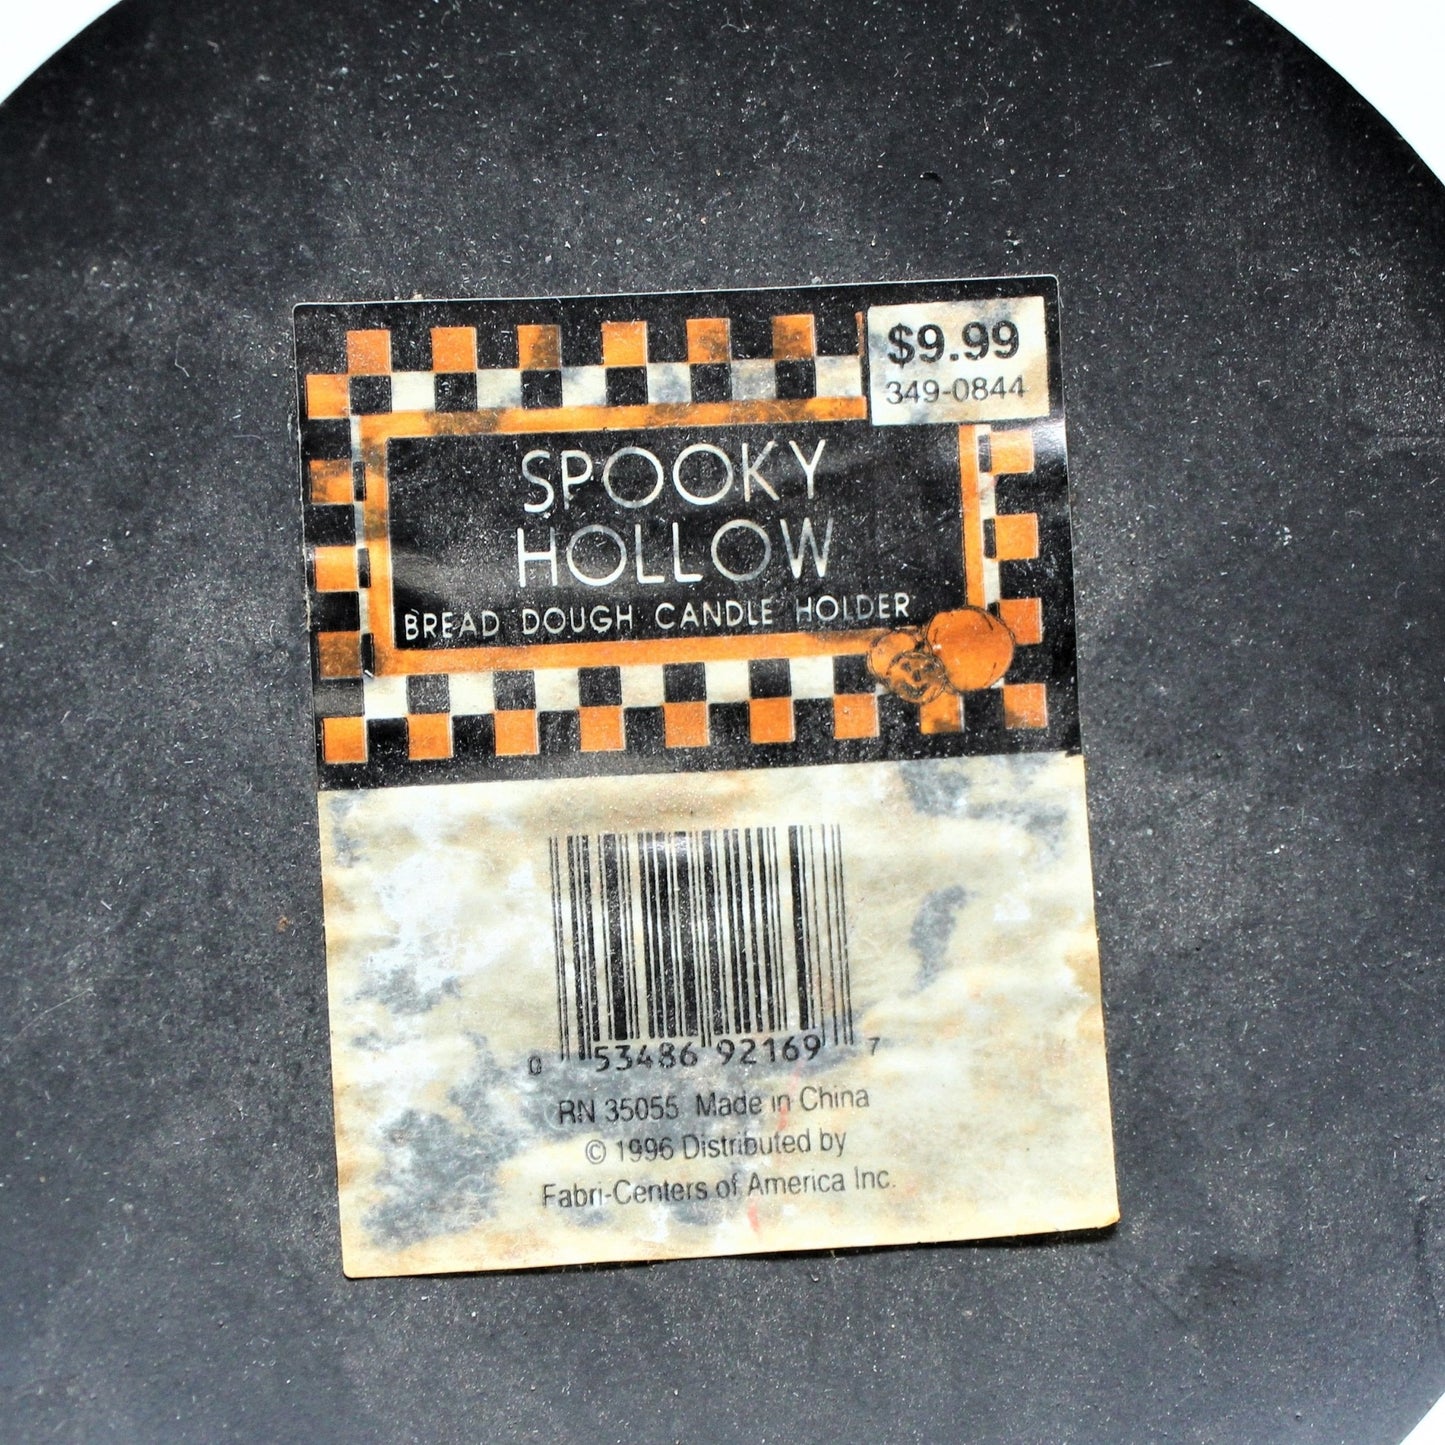 $9.99
349-0844
SPOOKY
HOLLOW
BREAD DOUGH CANDLE HOLDER
0 53486 92169 7
RN 35055 Made in China
© 1996 Distributed by
Fabri-Centers of America Inc.